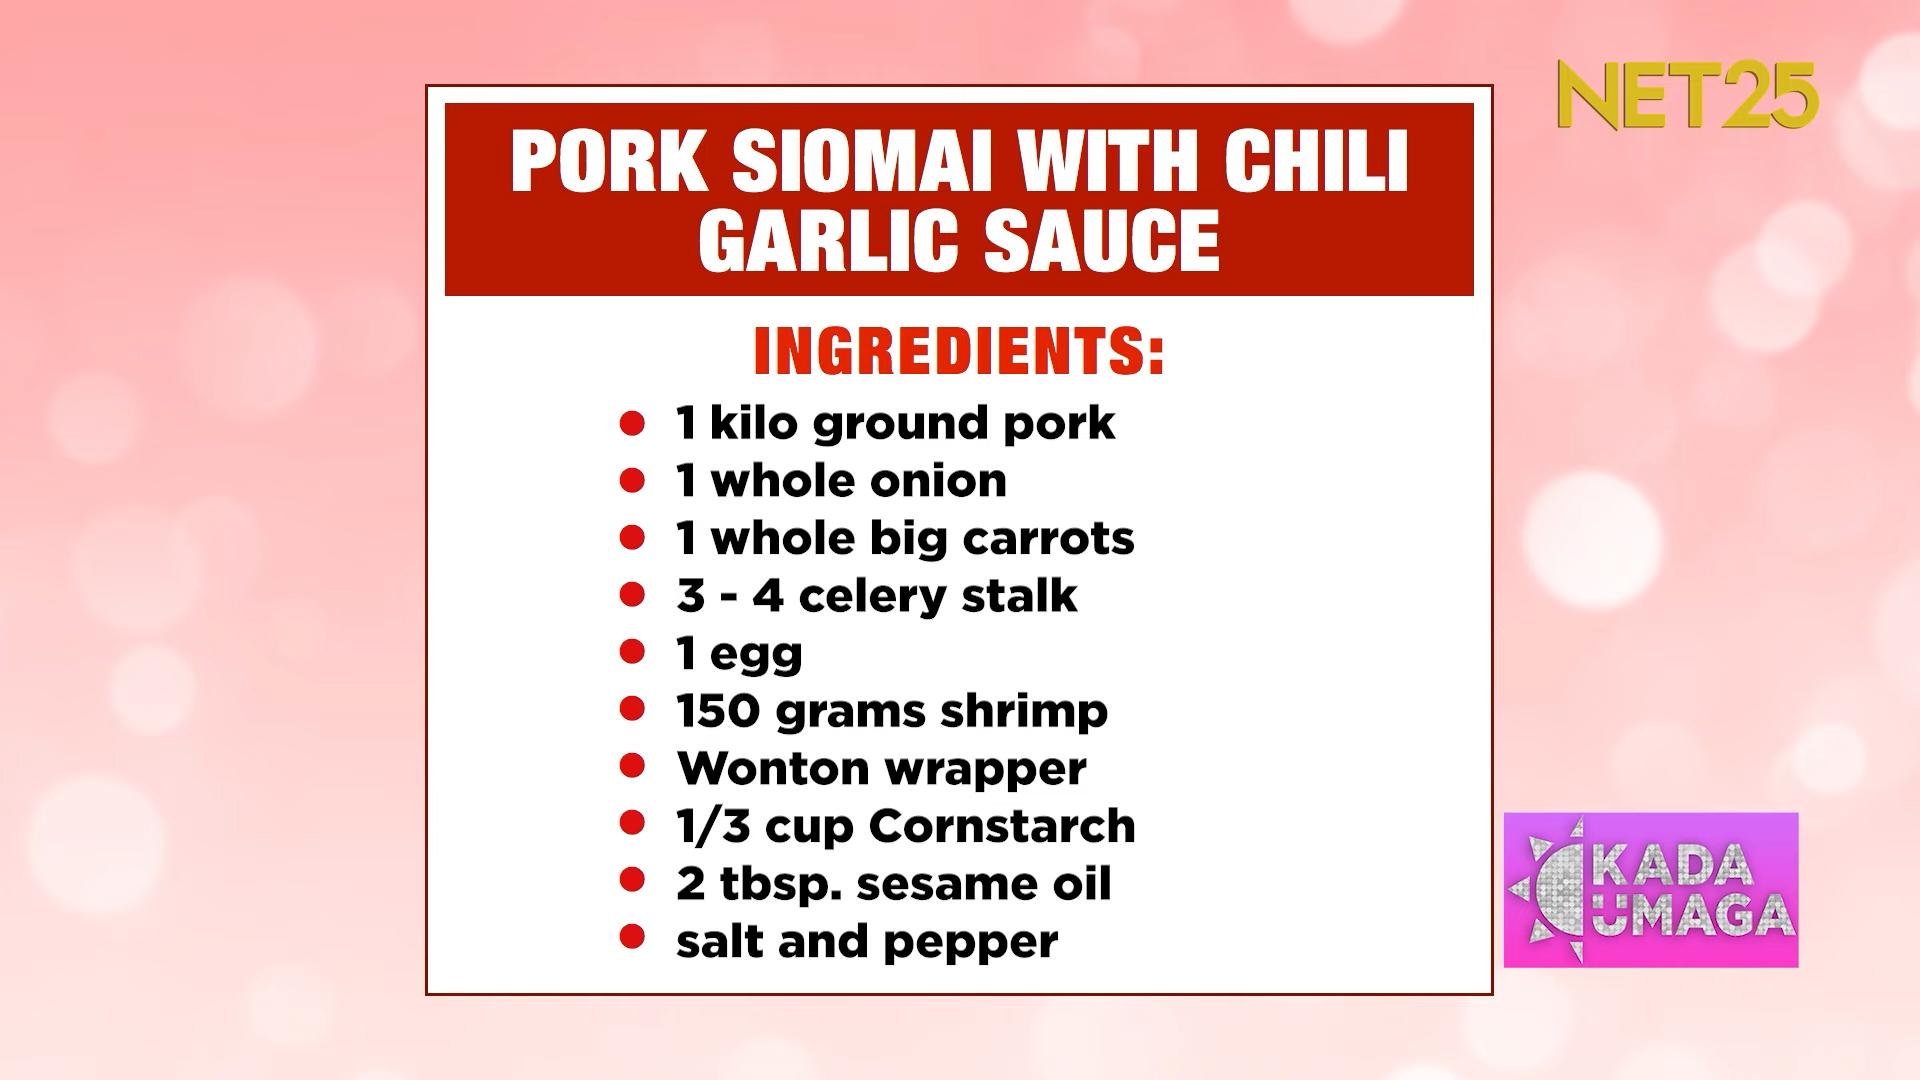 NET25
PORK SIOMAI WITH CHILI
GARLIC SAUCE
INGREDIENTS:
1 kilo ground pork
1 whole onion
1 whole big carrots
3 - 4 celery stalk
1 egg
150 grams shrimp
Wonton wrapper
1/3 cup Cornstarch
2 tbsp. sesame oil
salt and pepper
KADA
UMAGA